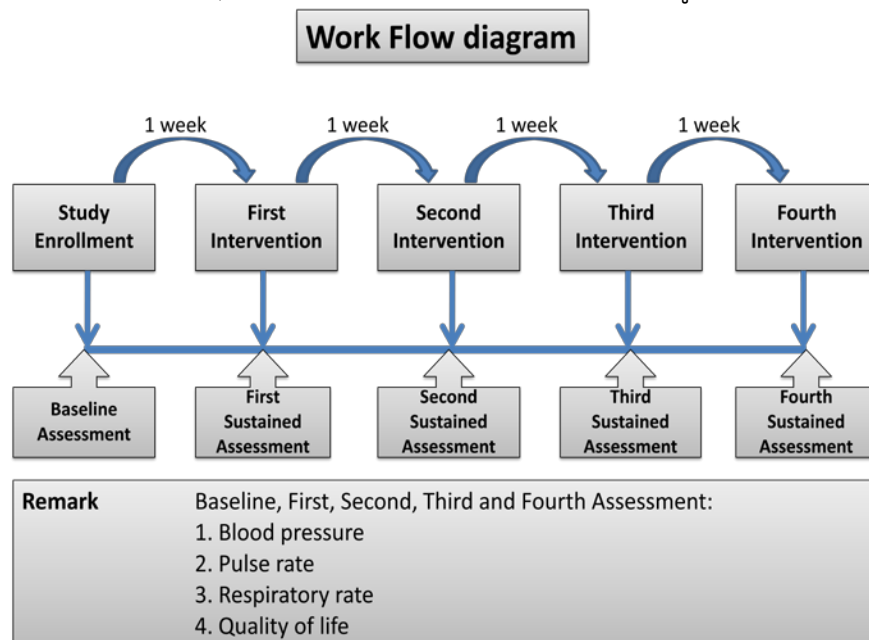 Work Flow diagram
1 week
1 week
1 week
1 week
Study
Enrollment
First
Intervention
Second
Intervention
Third
Intervention
Fourth
Intervention
Baseline
Assessment
First
Sustained
Assessment
Second
Sustained
Assessment
Third
Sustained
Assessment
Fourth
Sustained
Assessment
Remark Baseline, First, Second, Third and Fourth Assessment:
1. Blood pressure
2. Pulse rate
3. Respiratory rate
4. Quality of life